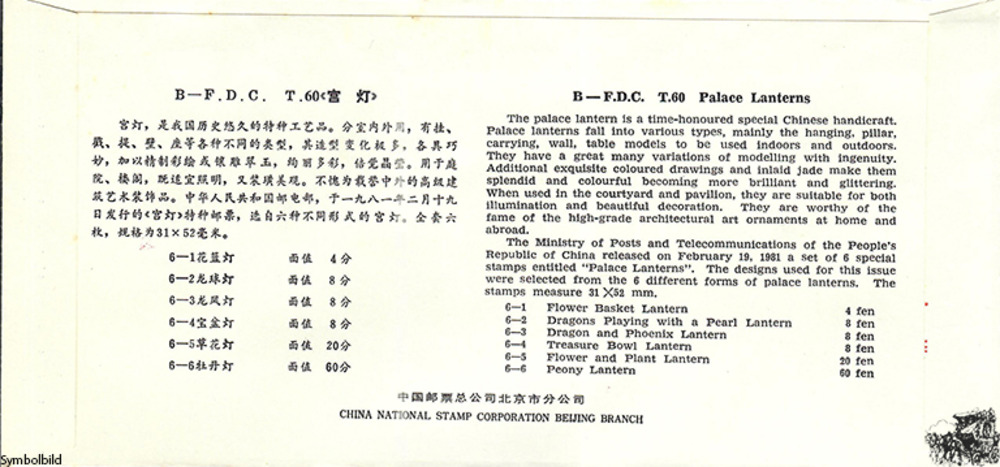 B—F.D.C. T.60《宫 灯》
宫灯，是我国历史悠久的特种工艺品。分室内外用，有挂、
戳、提、壁、座等各种不同的类型，其造型变化极多，各具巧
妙，加以精制彩绘或镶雕翠玉，绚丽多彩，倍觉晶莹。用于庭
院、楼阁，既适宜照明，又装璜美观。不愧为载誉中外的高级建
筑艺术装饰品。中华人民共和国邮电部，于一九八一年二月十九
日发行的《宫灯》特种邮票，选自六种不同形式的宫灯。全套六
枚，规格为31×52毫米。
6—1花蓝灯 面值 4分
6—2龙球灯 面值 8分
6—3龙凤灯 面值 8分
6—4宝盆灯 面值 8分
6—5草花灯 面值 20分
6—6牡丹灯 面值 60分
B—F.D.C. T.60 Palace Lanterns
The palace lantern is a time-honoured special Chinese handicraft.
Palace lanterns fall into various types, mainly the hanging, pillar,
carrying, wall, table models to be used indoors and outdoors.
They have a great many variations of modelling with ingenuity.
Additional exquisite coloured drawings and inlaid jade make them
splendid and colourful becoming more brilliant and glittering.
When used in the courtyard and pavilion, they are suitable for both
illumination and beautiful decoration. They are worthy of the
fame of the high-grade architectural art ornaments at home and
abroad.
The Ministry of Posts and Telecommunications of the People's
Republic of China released on February 19, 1981 a set of 6 special
stamps entitled "Palace Lanterns". The designs used for this issue
were selected from the 6 different forms of palace lanterns. The
stamps measure 31×52 mm.
6—1 Flower Basket Lantern 4 fen
6—2 Dragons Playing with a Pearl Lantern 8 fen
6—3 Dragon and Phoenix Lantern 8 fen
6—4 Treasure Bowl Lantern 8 fen
6—5 Flower and Plant Lantern 20 fen
6—6 Peony Lantern 60 fen
中国邮票总公司北京市分公司
CHINA NATIONAL STAMP CORPORATION BEIJING BRANCH
Symbolbild